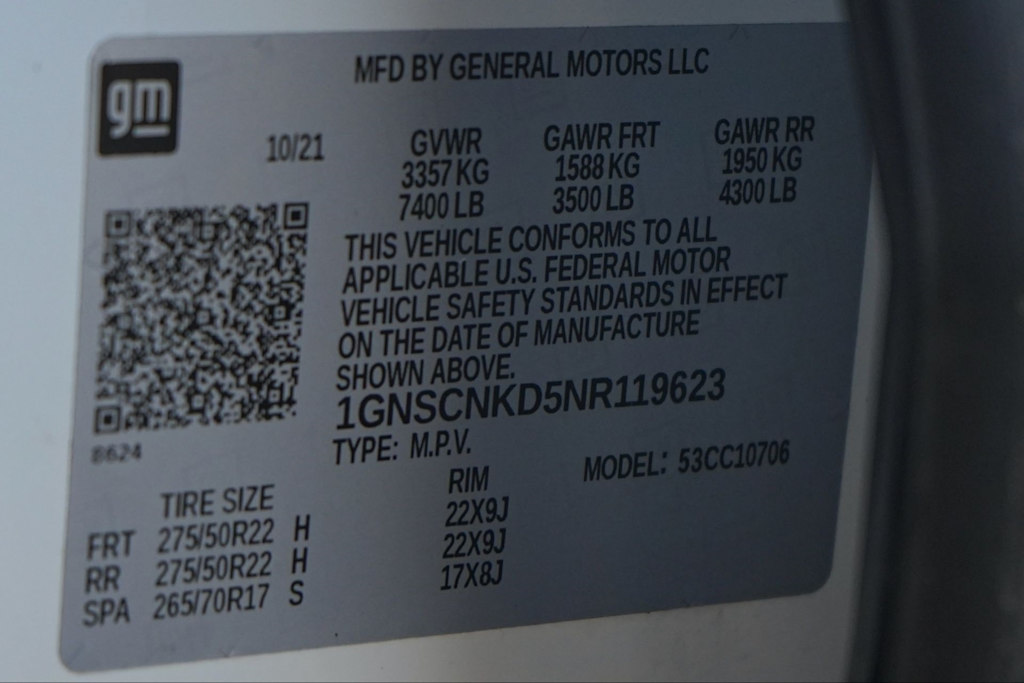 gm
MFD BY GENERAL MOTORS LLC
10/21 GVWR GAWR FRT GAWR RR
3357 KG 1588 KG 1950 KG
7400 LB 3500 LB 4300 LB
THIS VEHICLE CONFORMS TO ALL
APPLICABLE U.S. FEDERAL MOTOR
VEHICLE SAFETY STANDARDS IN EFFECT
ON THE DATE OF MANUFACTURE
SHOWN ABOVE.
1GNSCNKD5NR119623
8624
TYPE: M.P.V. MODEL: 53CC10706
TIRE SIZE RIM
FRT 275/50R22 H 22X9J
RR 275/50R22 H 22X9J
SPA 265/70R17 S 17X8J